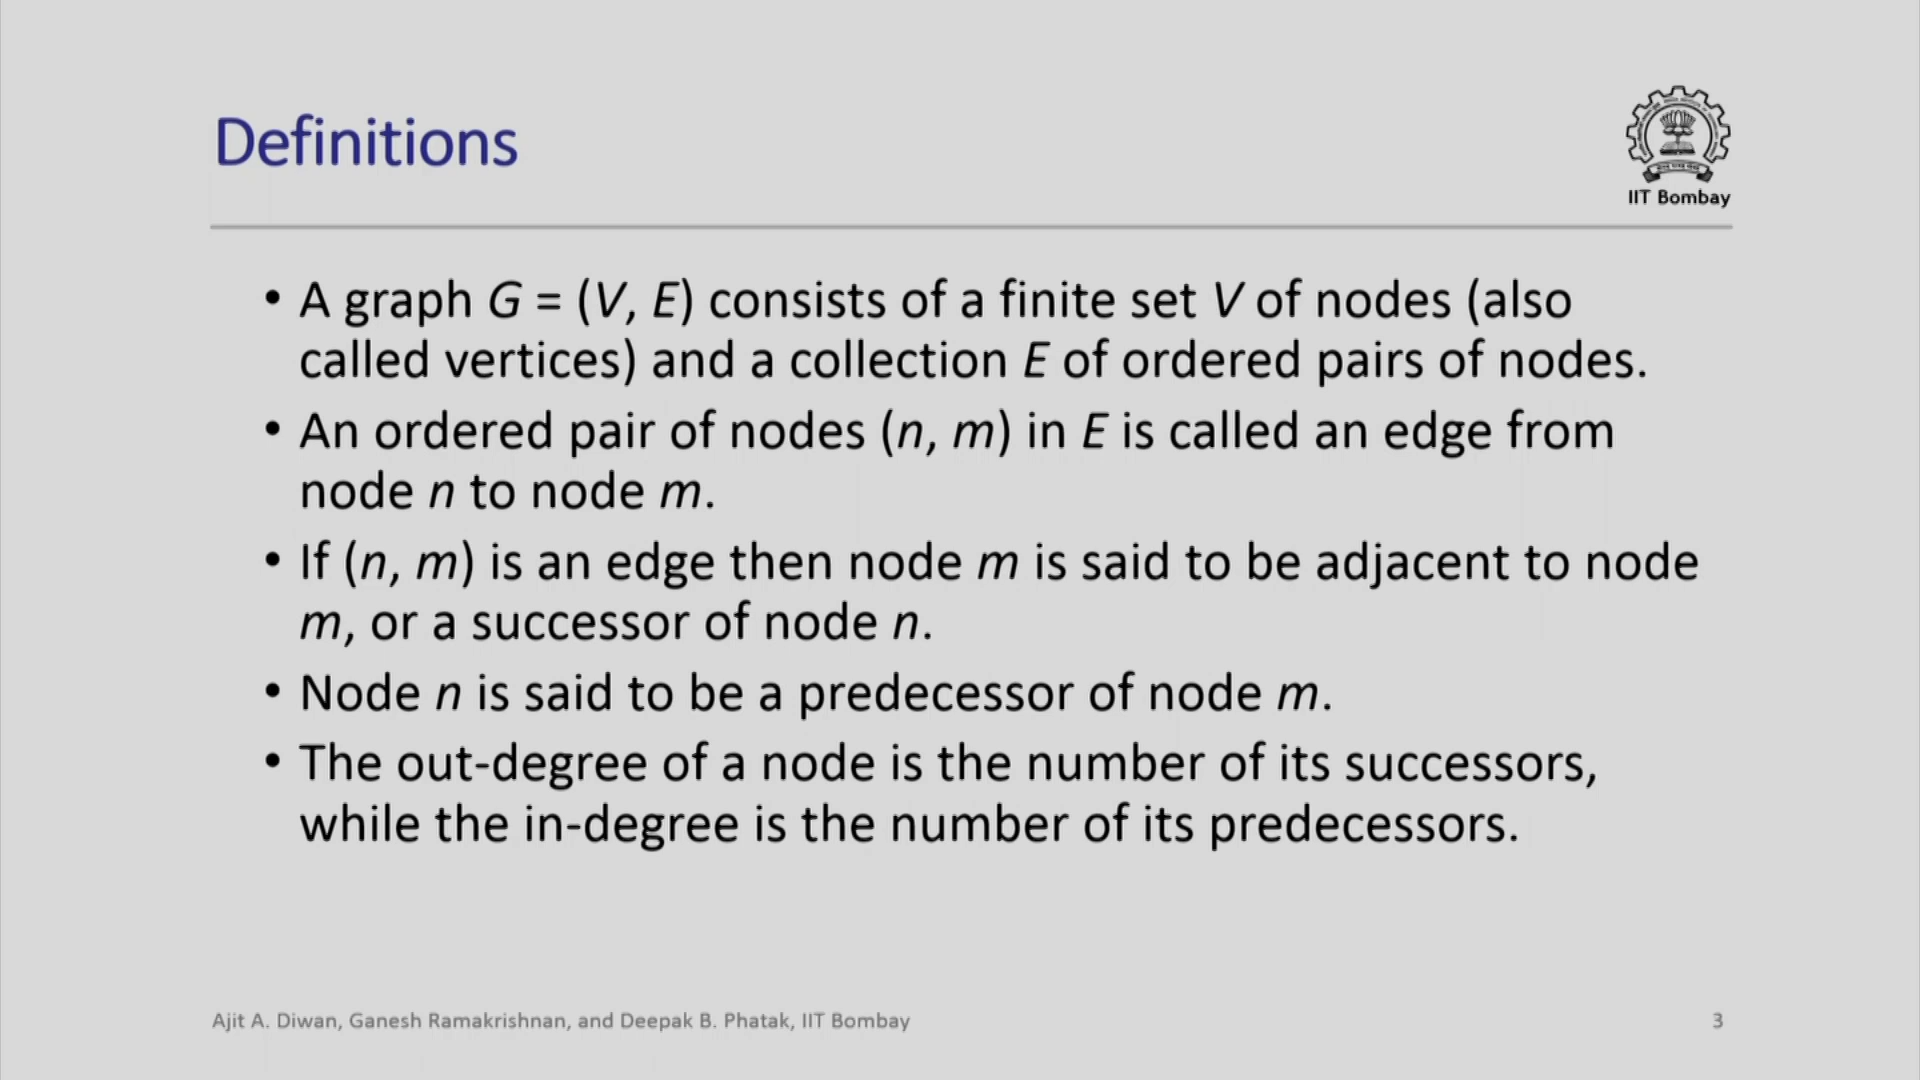 Definitions
IIT Bombay
• A graph G = (V, E) consists of a finite set V of nodes (also
called vertices) and a collection E of ordered pairs of nodes.
• An ordered pair of nodes (n, m) in E is called an edge from
node n to node m.
• If (n, m) is an edge then node m is said to be adjacent to node
m, or a successor of node n.
• Node n is said to be a predecessor of node m.
• The out-degree of a node is the number of its successors,
while the in-degree is the number of its predecessors.
Ajit A. Diwan, Ganesh Ramakrishnan, and Deepak B. Phatak, IIT Bombay
3